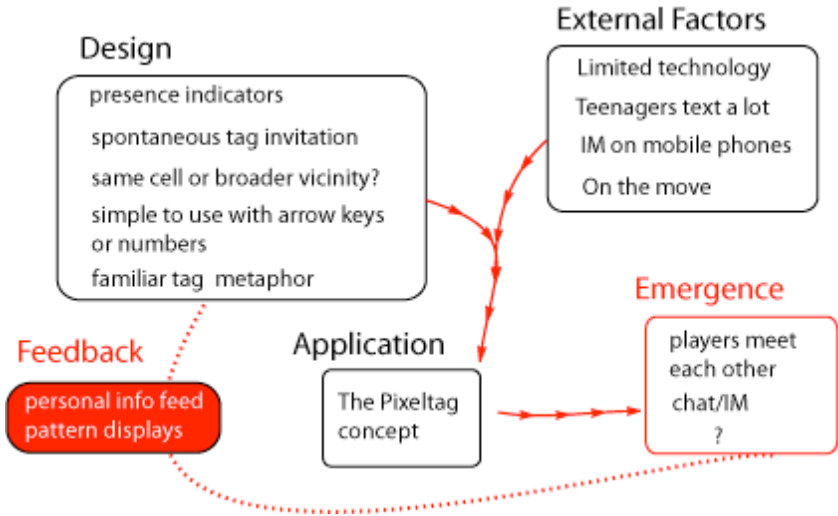 Design
presence indicators
spontaneous tag invitation
same cell or broader vicinity?
simple to use with arrow keys
or numbers
familiar tag metaphor
External Factors
Limited technology
Teenagers text a lot
IM on mobile phones
On the move
Feedback
personal info feed
pattern displays
Application
The Pixeltag
concept
Emergence
players meet
each other
chat/IM
?